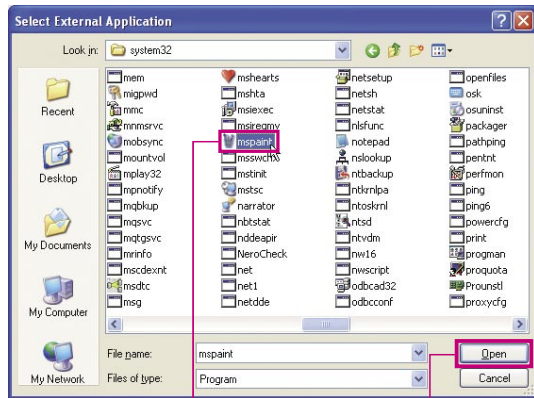 Select External Application
Look in: system32
Recent
Desktop
My Documents
My Computer
My Network
mem
migpwd
mmc
mnmsrvc
mobsync
mountvol
mplay32
mpnotify
mqbkup
mqsvc
mqtgsvc
mrinfo
mscdexnt
msdtc
msg
mshearts
mshta
msiexec
msiregmv
mspaint
msswchx
mstinit
mstsc
narrator
nbtstat
nddeapir
NeroCheck
net
net1
netdde
netsetup
netsh
netstat
nlsfunc
notepad
nslookup
ntbackup
ntkrnlpa
ntoskrnl
ntsd
ntvdm
nw16
nwscript
odbcad32
odbcconf
openfiles
osk
osuninst
packager
pathping
pentnt
perfmon
ping
ping6
powercfg
print
progman
proquota
Prounstl
proxycfg
File name: mspaint Open
Files of type: Program Cancel